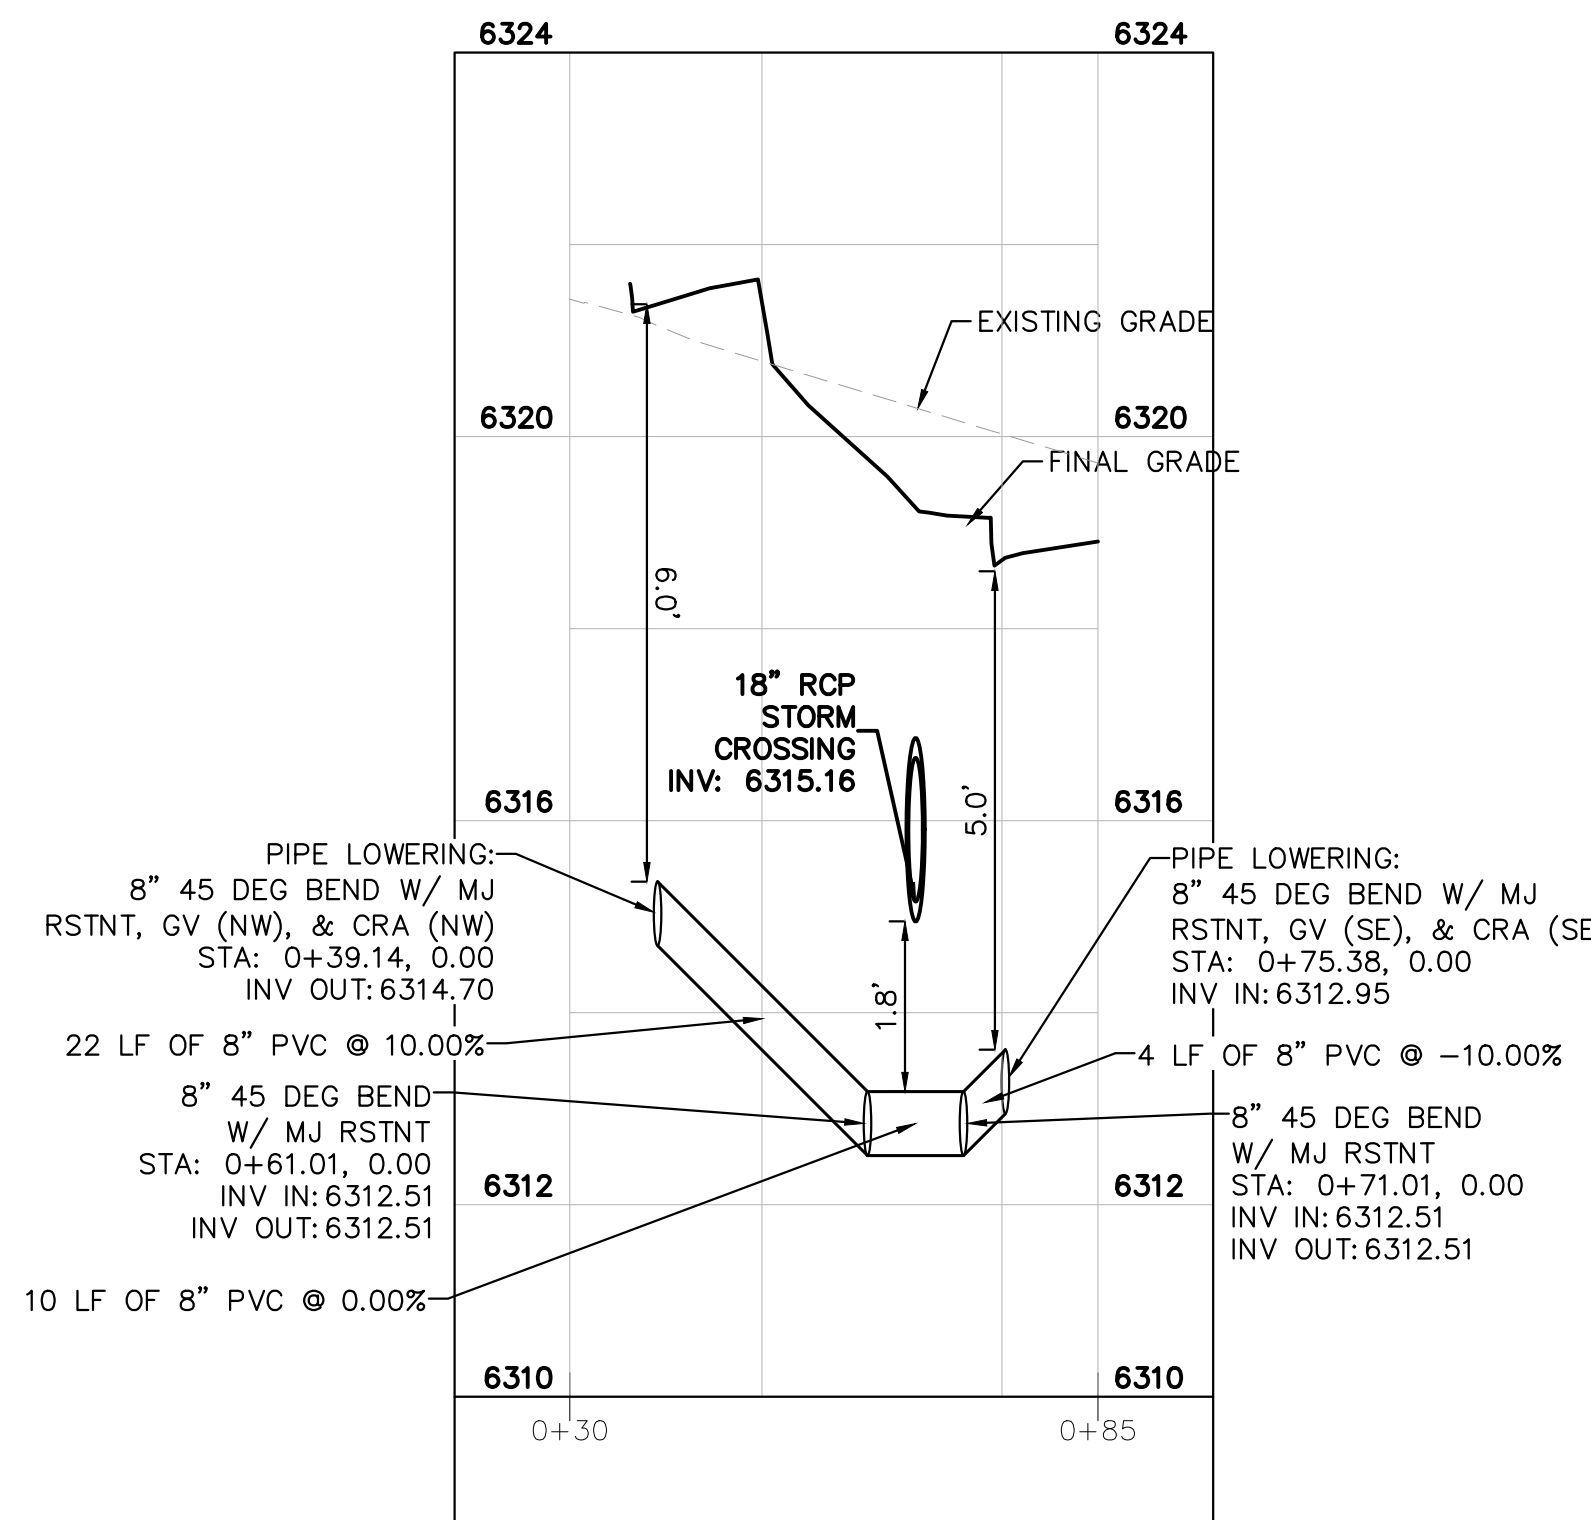 6324
6324
EXISTING GRADE
6320
6320
FINAL GRADE
6.0'
18" RCP
STORM
CROSSING
INV: 6315.16
5.0'
6316
6316
PIPE LOWERING:
8" 45 DEG BEND W/ MJ
RSTNT, GV (NW), & CRA (NW)
STA: 0+39.14, 0.00
INV OUT: 6314.70
PIPE LOWERING:
8" 45 DEG BEND W/ MJ
RSTNT, GV (SE), & CRA (SE
STA: 0+75.38, 0.00
INV IN: 6312.95
1.8'
22 LF OF 8" PVC @ 10.00%
4 LF OF 8" PVC @ -10.00%
8" 45 DEG BEND
W/ MJ RSTNT
STA: 0+61.01, 0.00
INV IN: 6312.51
INV OUT: 6312.51
8" 45 DEG BEND
W/ MJ RSTNT
STA: 0+71.01, 0.00
INV IN: 6312.51
INV OUT: 6312.51
6312
6312
10 LF OF 8" PVC @ 0.00%
6310
6310
0+30
0+85